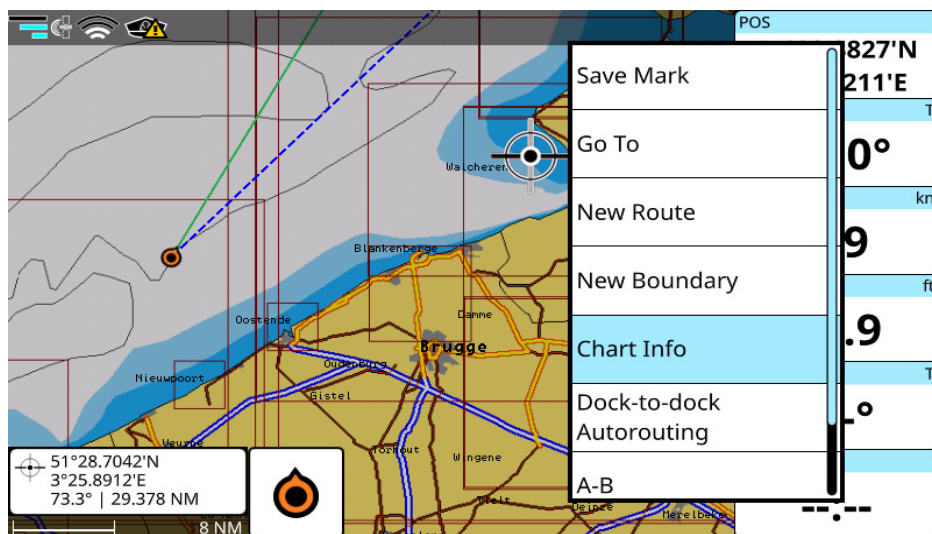 POS
827'N
211'E
T
0°
kn
9
ft
.9
T
-°
--.-
Save Mark
Go To
New Route
New Boundary
Chart Info
Dock-to-dock
Autorouting
A-B
Walcheren
Blankenberge
Oostende
Damme
Brugge
Oudenburg
Nieuwpoort
Gistel
Veurne
Torhout
Wingene
Tielt
Deinze
Merelbeke
51°28.7042'N
3°25.8912'E
73.3° | 29.378 NM
8 NM